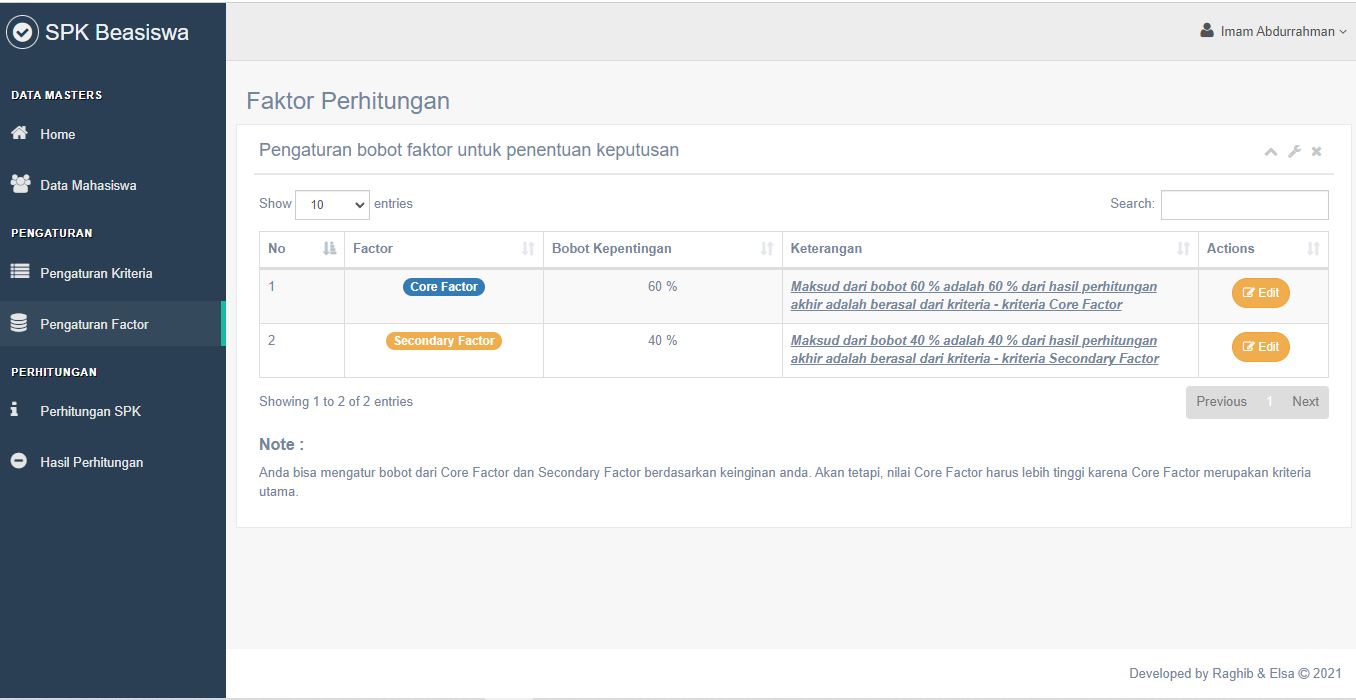 SPK Beasiswa
Imam Abdurrahman
DATA MASTERS
Home
Data Mahasiswa
PENGATURAN
Pengaturan Kriteria
Pengaturan Factor
PERHITUNGAN
Perhitungan SPK
Hasil Perhitungan
Faktor Perhitungan
Pengaturan bobot faktor untuk penentuan keputusan
Show 10 entries
Search:
No Factor Bobot Kepentingan Keterangan Actions
1 Core Factor 60 % Maksud dari bobot 60 % adalah 60 % dari hasil perhitungan
akhir adalah berasal dari kriteria - kriteria Core Factor
Edit
2 Secondary Factor 40 % Maksud dari bobot 40 % adalah 40 % dari hasil perhitungan
akhir adalah berasal dari kriteria - kriteria Secondary Factor
Edit
Showing 1 to 2 of 2 entries
Previous 1 Next
Note :
Anda bisa mengatur bobot dari Core Factor dan Secondary Factor berdasarkan keinginan anda. Akan tetapi, nilai Core Factor harus lebih tinggi karena Core Factor merupakan kriteria
utama.
Developed by Raghib & Elsa © 2021